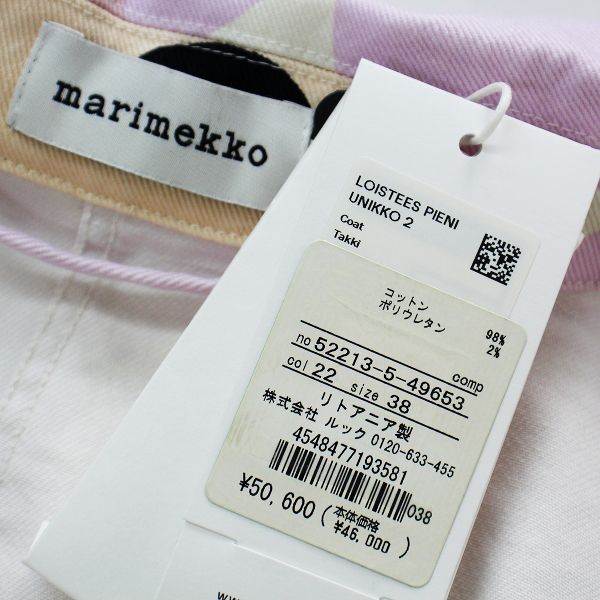 marimekko
LOISTEES PIENI
UNIKKO 2
Coat
Takki
コットン 98%
ポリウレタン 2%
no 52213-5-49653 comp
col 22 size 38
リトアニア製
株式会社 ルック 0120-633-455
4548477193581
038
¥50,600 (本体価格 ¥46,000)
www.